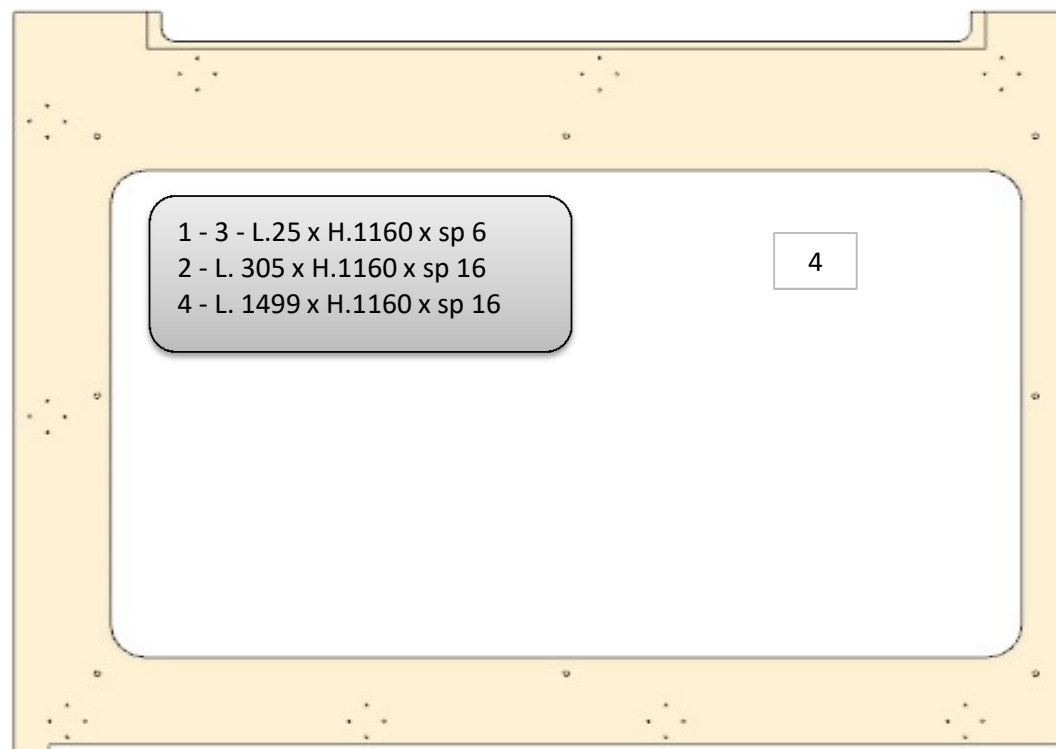 1 - 3 - L.25 x H.1160 x sp 6
2 - L. 305 x H.1160 x sp 16
4 - L. 1499 x H.1160 x sp 16
4